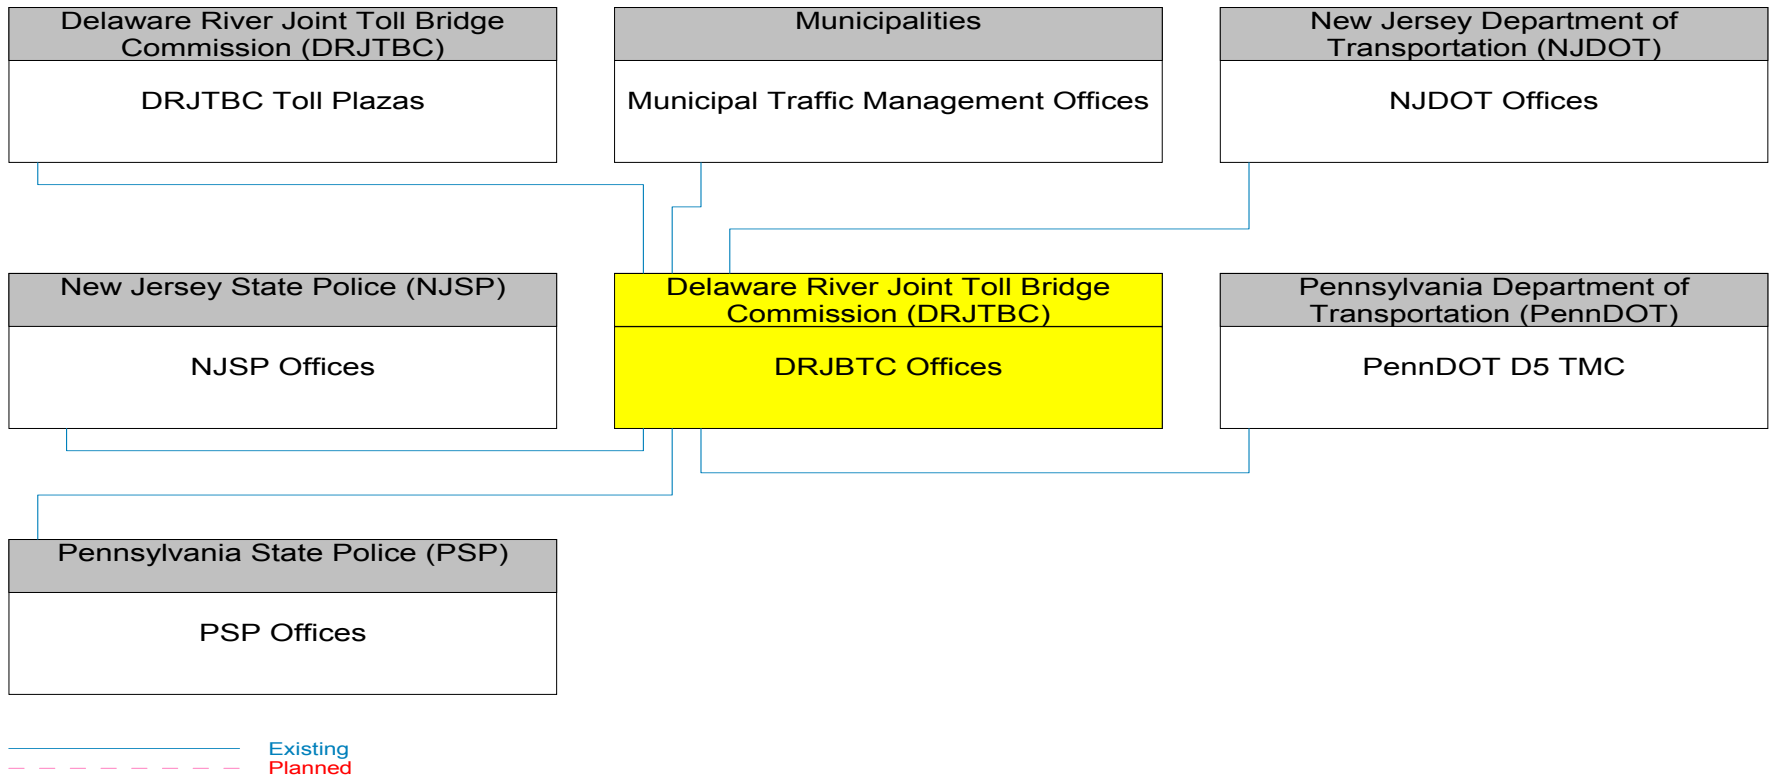 Delaware River Joint Toll Bridge
Commission (DRJTBC)
DRJTBC Toll Plazas
Municipalities
Municipal Traffic Management Offices
New Jersey Department of
Transportation (NJDOT)
NJDOT Offices
New Jersey State Police (NJSP)
NJSP Offices
Delaware River Joint Toll Bridge
Commission (DRJTBC)
DRJBTC Offices
Pennsylvania Department of
Transportation (PennDOT)
PennDOT D5 TMC
Pennsylvania State Police (PSP)
PSP Offices
Existing
Planned